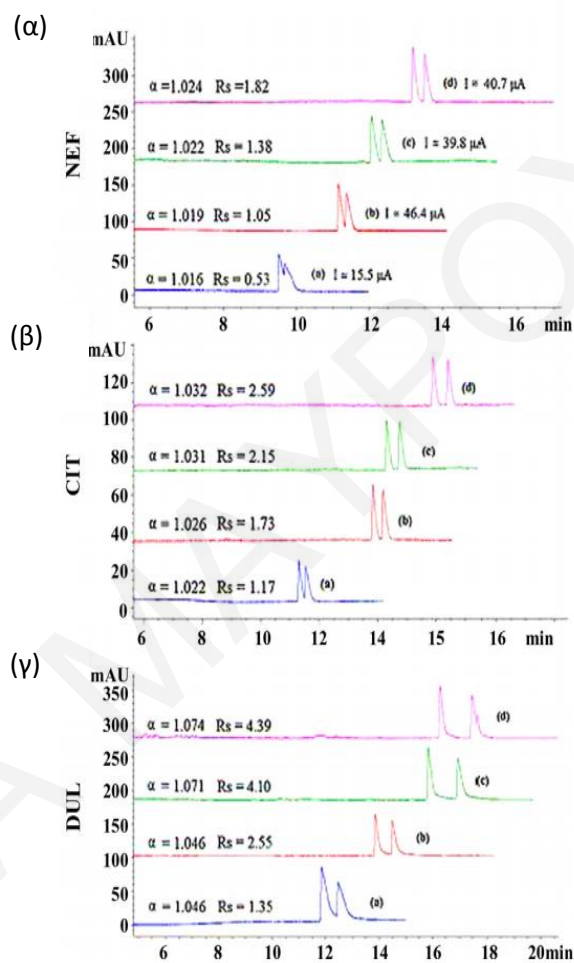 (α)
mAU
300
250
200
150
100
50
0
NEF
α=1.024 Rs=1.82
(d) I = 40.7 μA
α=1.022 Rs=1.38
(c) I = 39.8 μA
α=1.019 Rs=1.05
(b) I = 46.4 μA
α=1.016 Rs=0.53
(a) I = 15.5 μA
6 8 10 12 14 16 min
(β)
mAU
120
100
80
60
40
20
0
CIT
α = 1.032 Rs = 2.59
(d)
α = 1.031 Rs = 2.15
(c)
α = 1.026 Rs = 1.73
(b)
α = 1.022 Rs = 1.17
(a)
6 8 10 12 14 15 16 min
(γ)
mAU
350
300
250
200
150
100
50
0
DUL
α = 1.074 Rs = 4.39
(d)
α = 1.071 Rs = 4.10
(c)
α = 1.046 Rs = 2.55
(b)
α = 1.046 Rs = 1.35
(a)
6 8 10 12 14 16 18 20min